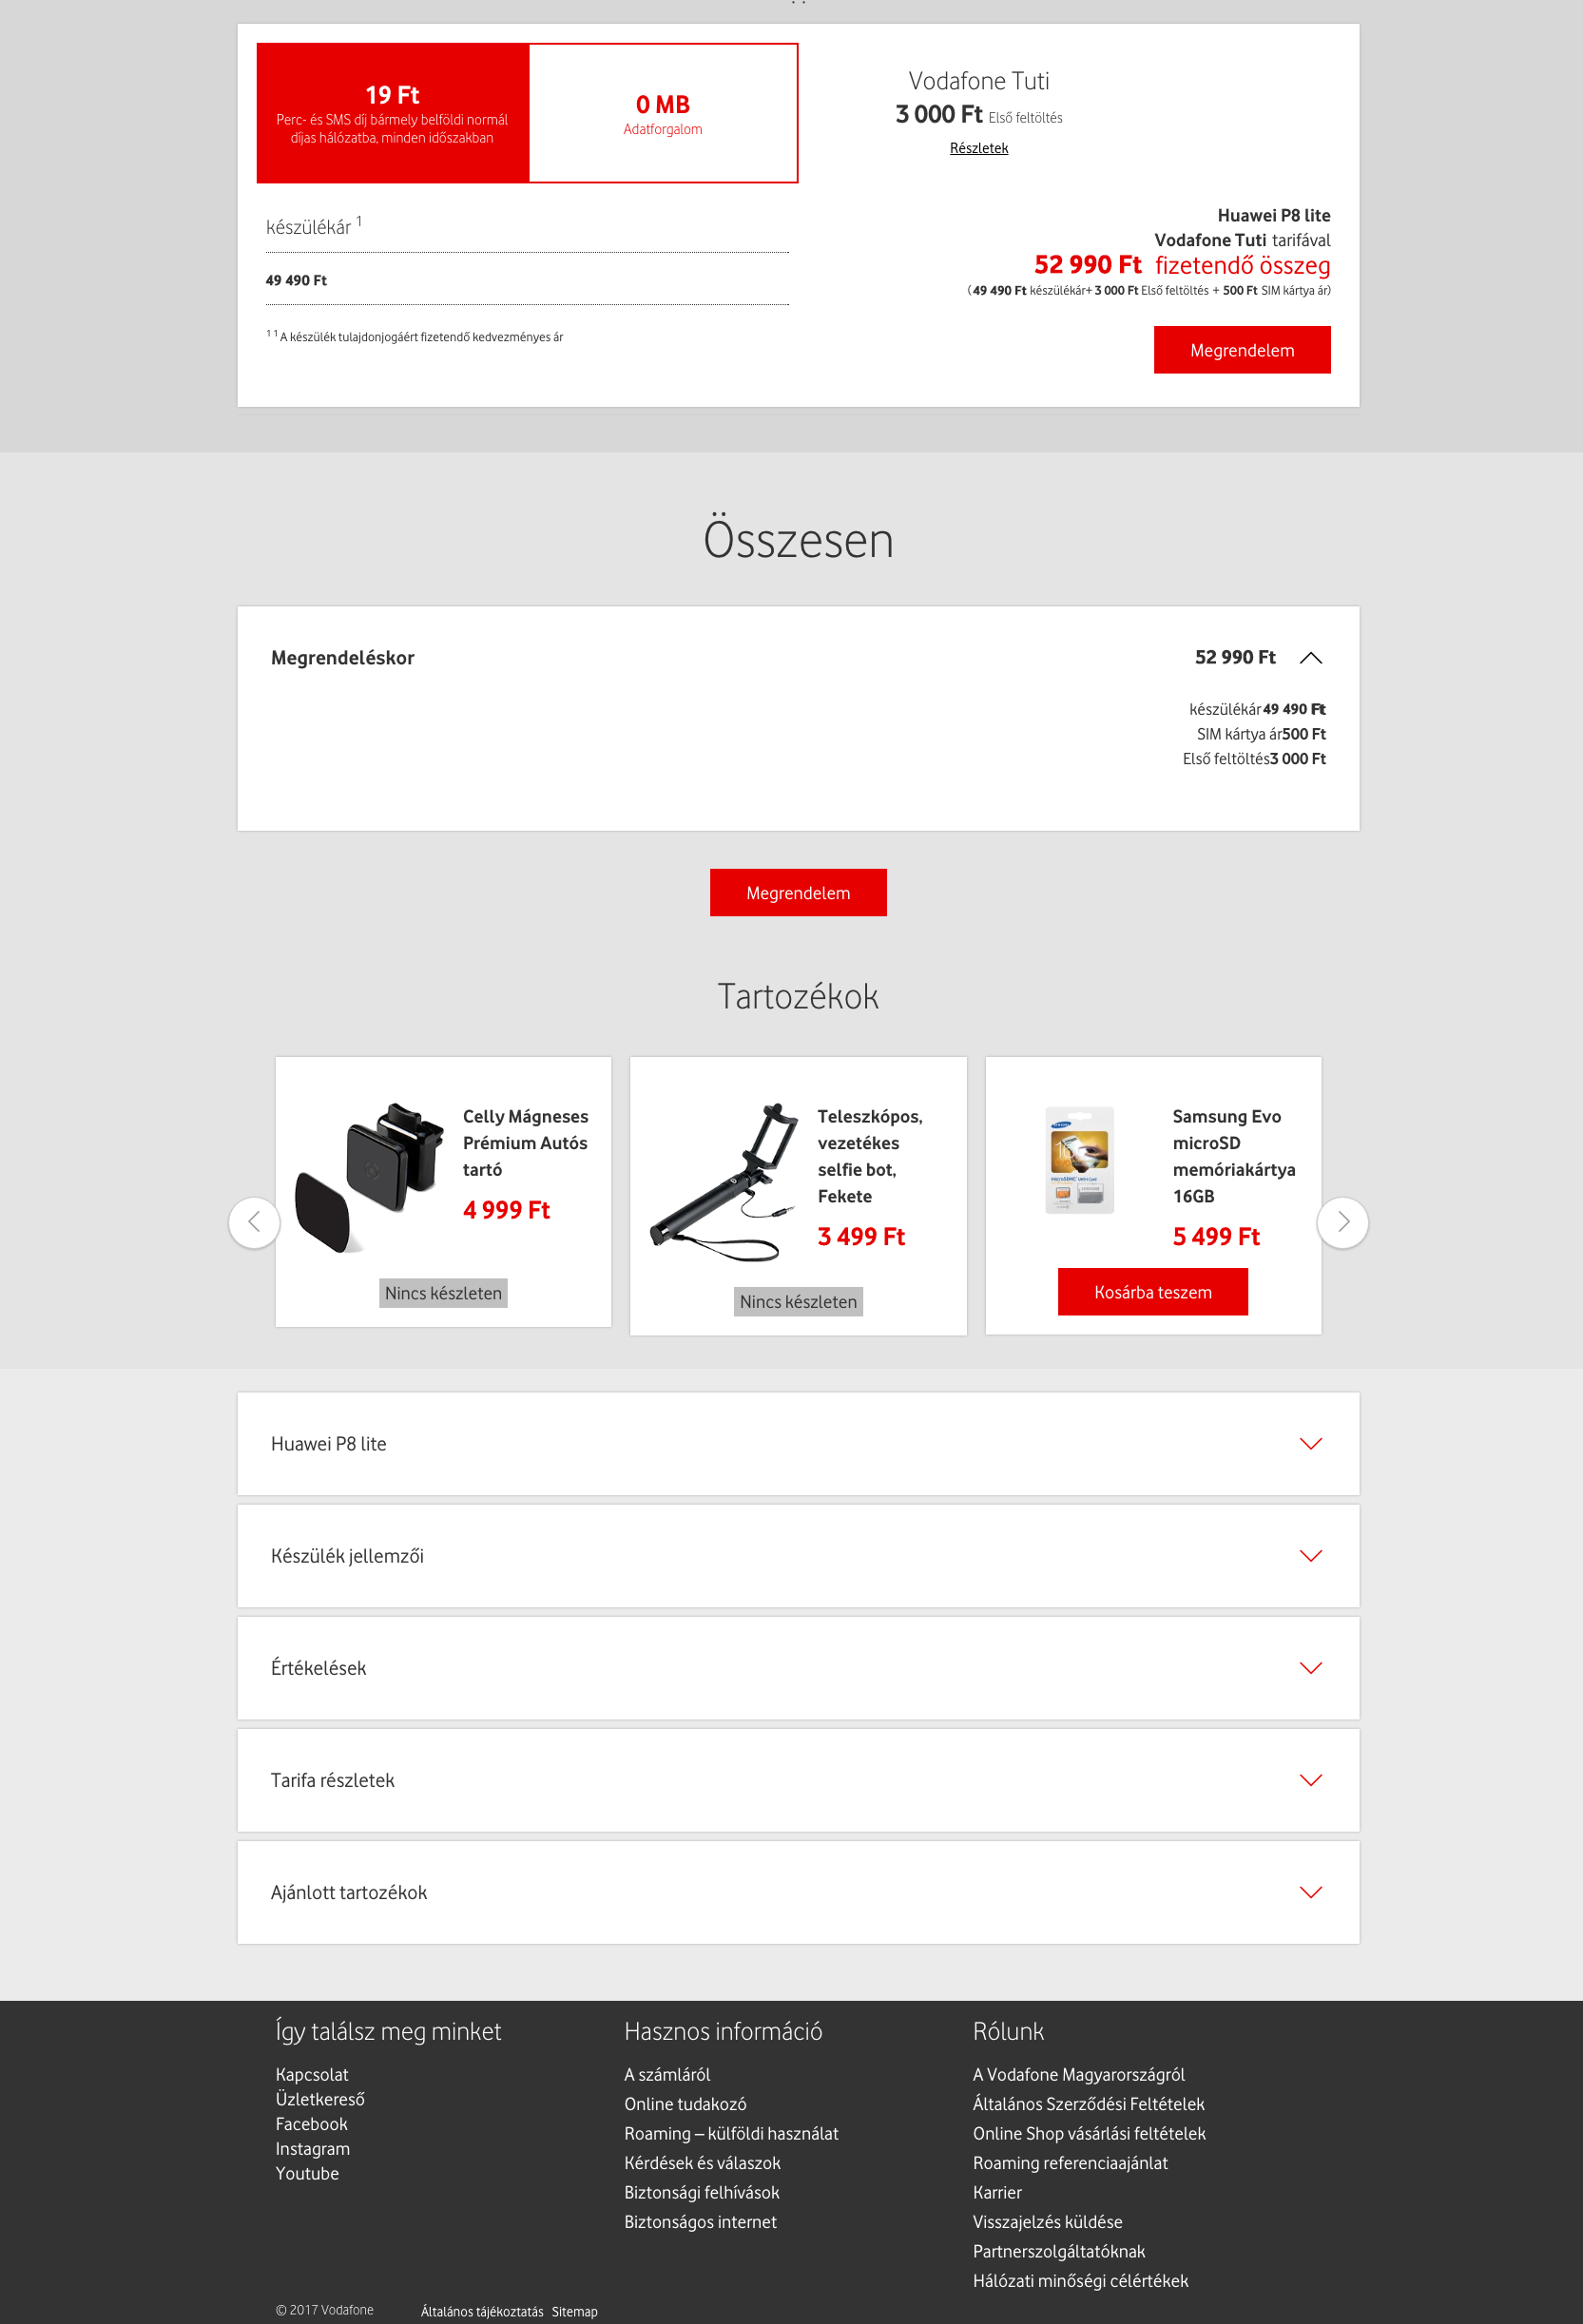 19 Ft
Perc- és SMS díj bármely belföldi normál
díjas hálózatba, minden időszakban
0 MB
Adatforgalom
Vodafone Tuti
3 000 Ft Első feltöltés
Részletek
készülékár 1
49 490 Ft
1 1 A készülék tulajdonjogáért fizetendő kedvezményes ár
Huawei P8 lite
Vodafone Tuti tarifával
52 990 Ft fizetendő összeg
( 49 490 Ft készülékár+ 3 000 Ft Első feltöltés + 500 Ft SIM kártya ár)
Megrendelem
Összesen
Megrendeléskor
52 990 Ft
készülékár 49 490 Ft
SIM kártya ár500 Ft
Első feltöltés3 000 Ft
Megrendelem
Tartozékok
Celly Mágneses
Prémium Autós
tartó
4 999 Ft
Nincs készleten
Teleszkópos,
vezetékes
selfie bot,
Fekete
3 499 Ft
Nincs készleten
Samsung Evo
microSD
memóriakártya
16GB
5 499 Ft
Kosárba teszem
Huawei P8 lite
Készülék jellemzői
Értékelések
Tarifa részletek
Ajánlott tartozékok
Így találsz meg minket
Kapcsolat
Üzletkereső
Facebook
Instagram
Youtube
Hasznos információ
A számláról
Online tudakozó
Roaming – külföldi használat
Kérdések és válaszok
Biztonsági felhívások
Biztonságos internet
Rólunk
A Vodafone Magyarországról
Általános Szerződési Feltételek
Online Shop vásárlási feltételek
Roaming referenciaajánlat
Karrier
Visszajelzés küldése
Partnerszolgáltatóknak
Hálózati minőségi célértékek
© 2017 Vodafone
Általános tájékoztatás Sitemap